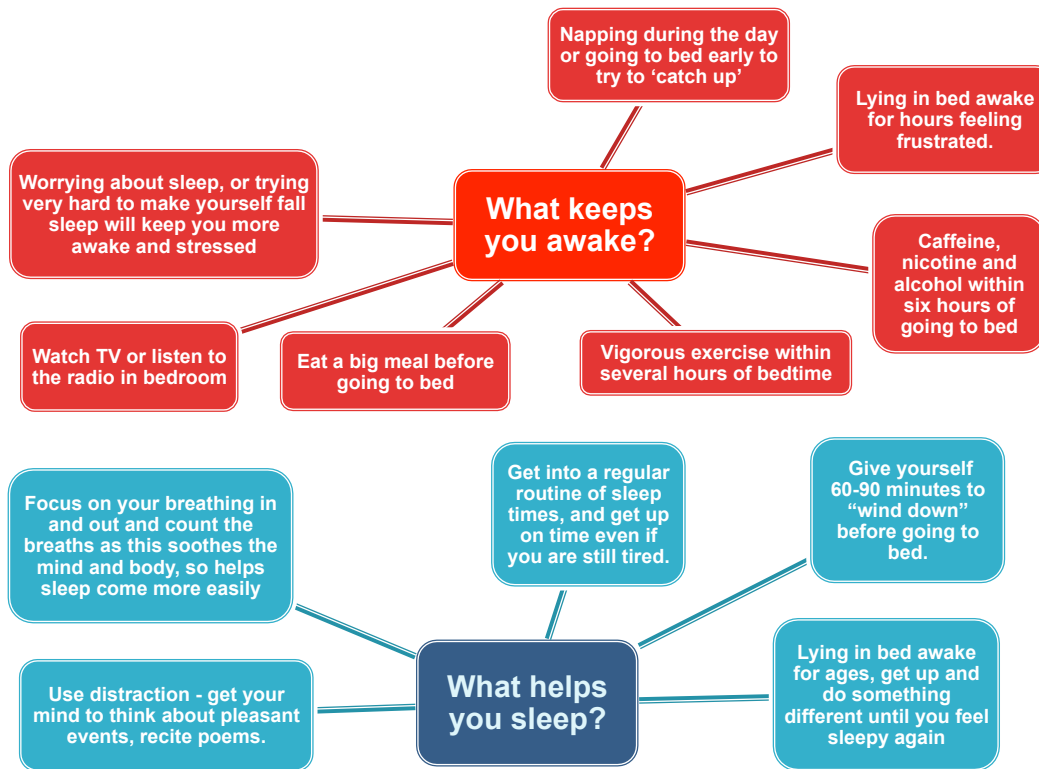 Napping during the day
or going to bed early to
try to ‘catch up’
Lying in bed awake
for hours feeling
frustrated.
Worrying about sleep, or trying
very hard to make yourself fall
sleep will keep you more
awake and stressed
What keeps
you awake?
Caffeine,
nicotine and
alcohol within
six hours of
going to bed
Watch TV or listen to
the radio in bedroom
Eat a big meal before
going to bed
Vigorous exercise within
several hours of bedtime
Focus on your breathing in
and out and count the
breaths as this soothes the
mind and body, so helps
sleep come more easily
Get into a regular
routine of sleep
times, and get up
on time even if
you are still tired.
Give yourself
60-90 minutes to
“wind down”
before going to
bed.
Use distraction - get your
mind to think about pleasant
events, recite poems.
What helps
you sleep?
Lying in bed awake
for ages, get up and
do something
different until you feel
sleepy again